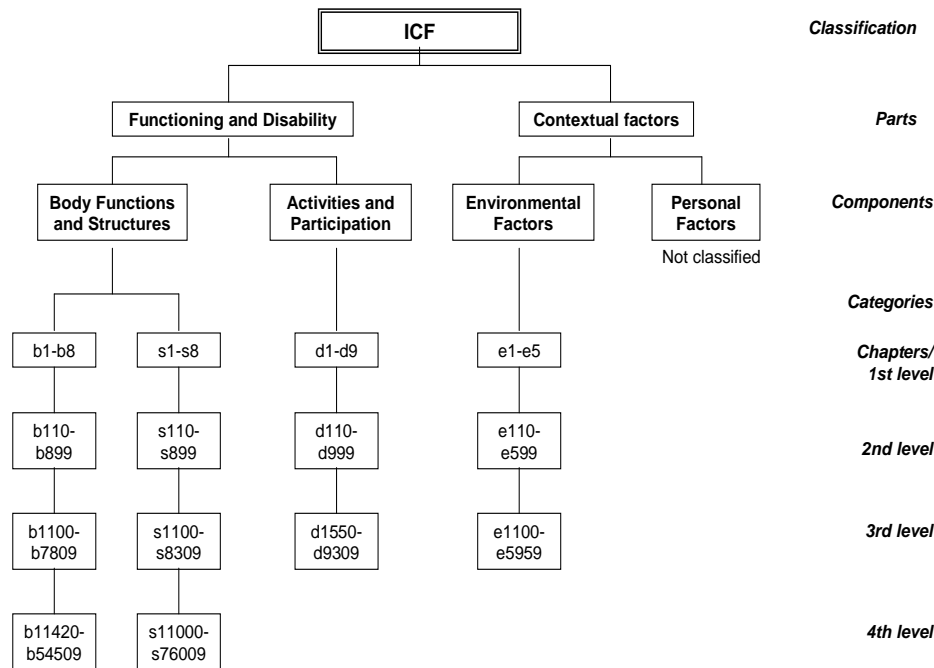 ICF
Classification
Functioning and Disability
Contextual factors
Parts
Body Functions
and Structures
Activities and
Participation
Environmental
Factors
Personal
Factors
Components
Not classified
Categories
b1-b8
s1-s8
d1-d9
e1-e5
Chapters/
1st level
b110-
b899
s110-
s899
d110-
d999
e110-
e599
2nd level
b1100-
b7809
s1100-
s8309
d1550-
d9309
e1100-
e5959
3rd level
b11420-
b54509
s11000-
s76009
4th level